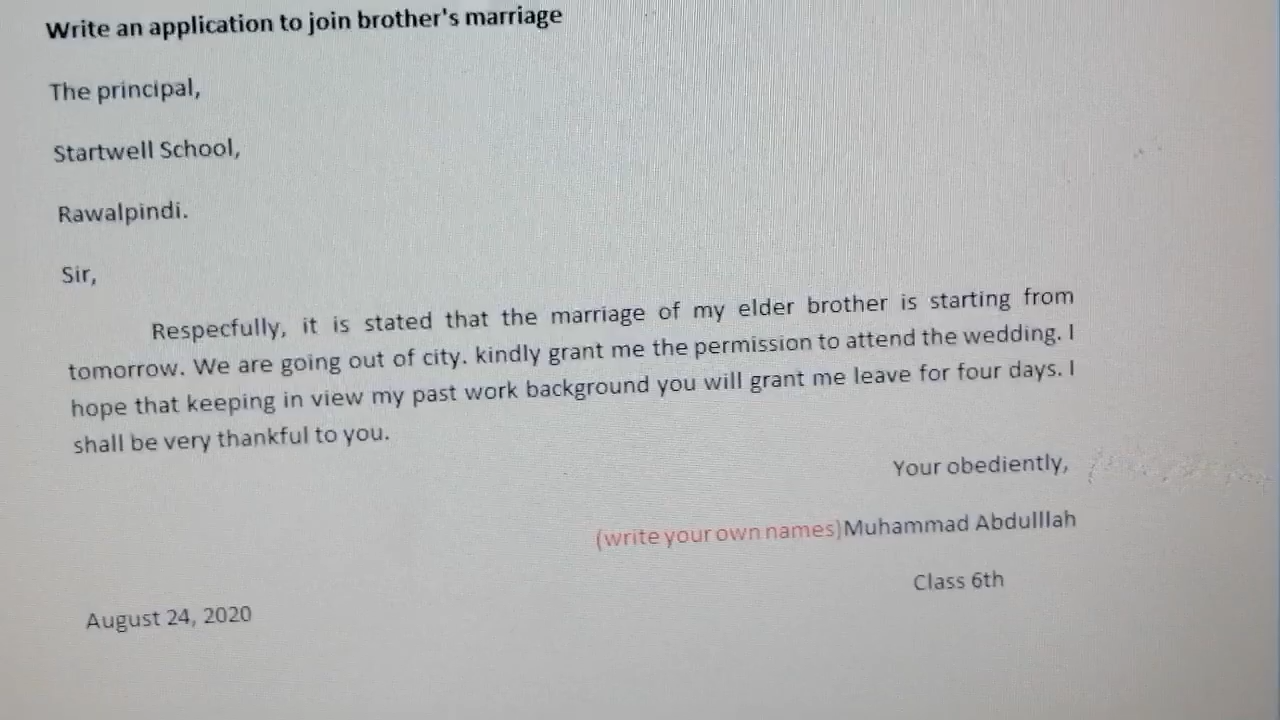 Write an application to join brother's marriage
The principal,
Startwell School,
Rawalpindi.
Sir,
Respecfully, it is stated that the marriage of my elder brother is starting from
tomorrow. We are going out of city. kindly grant me the permission to attend the wedding. I
hope that keeping in view my past work background you will grant me leave for four days. I
shall be very thankful to you.
Your obediently,
(write your own names)Muhammad Abdulllah
Class 6th
August 24, 2020